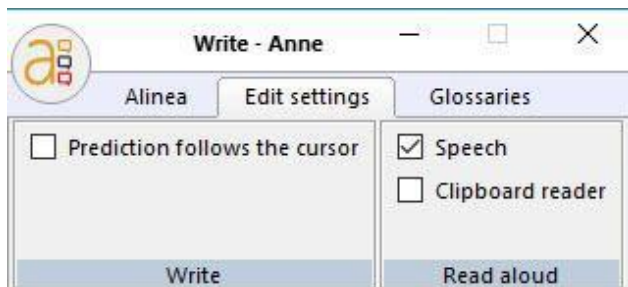 Write - Anne
Alinea Edit settings Glossaries
Prediction follows the cursor
Speech
Clipboard reader
Write
Read aloud